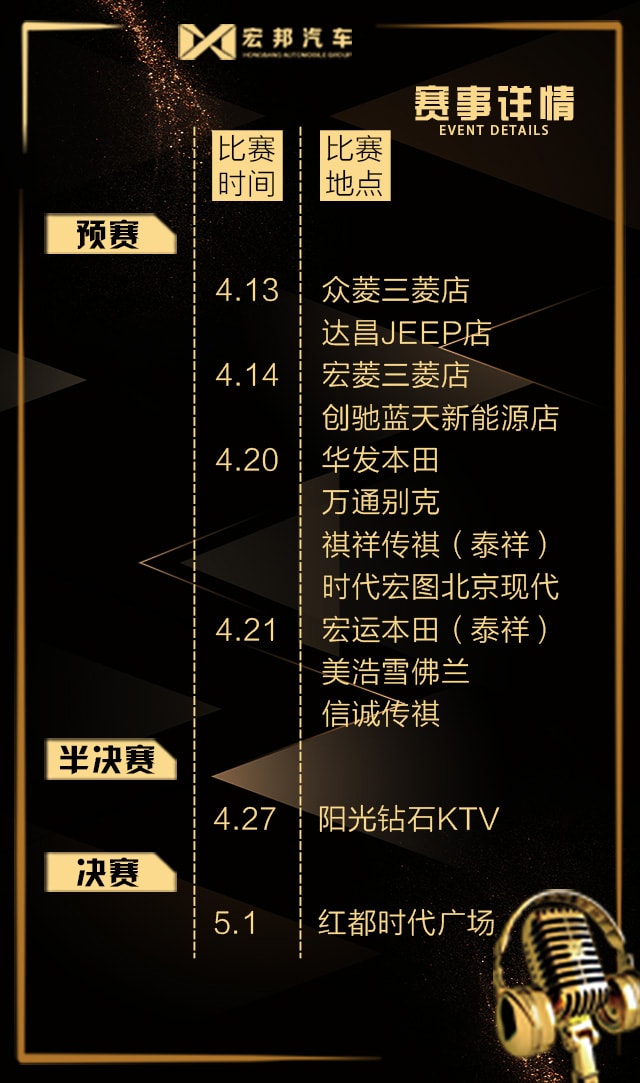 宏邦汽车
HONGBANG AUTOMOBILE GROUP
赛事详情
EVENT DETAILS
比赛时间
比赛地点
预赛
4.13 众菱三菱店
达昌JEEP店
4.14 宏菱三菱店
创驰蓝天新能源店
4.20 华发本田
万通别克
祺祥传祺（泰祥）
时代宏图北京现代
4.21 宏运本田（泰祥）
美浩雪佛兰
信诚传祺
半决赛
4.27 阳光钻石KTV
决赛
5.1 红都时代广场